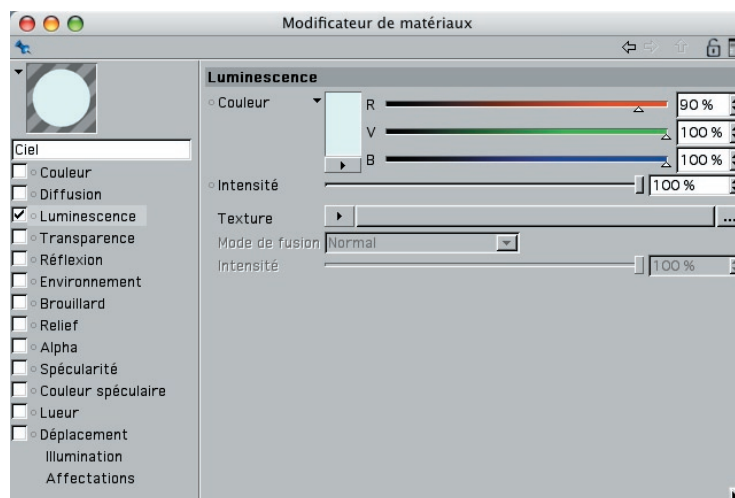 Modificateur de matériaux
Luminescence
Couleur
R
90 %
V
100 %
B
100 %
Intensité
100 %
Texture
...
Mode de fusion
Normal
Intensité
100 %
Ciel
Couleur
Diffusion
Luminescence
Transparence
Réflexion
Environnement
Brouillard
Relief
Alpha
Spécularité
Couleur spéculaire
Lueur
Déplacement
Illumination
Affectations